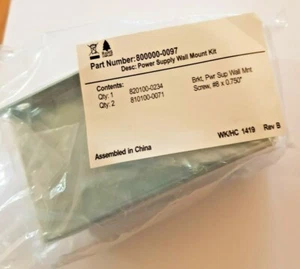 Part Number:800000-0097
Desc: Power Supply Wall Mount Kit
Contents:
Qty: 1 820100-0234 Brkt, Pwr Sup Wall Mnt
Qty: 2 810100-0071 Screw, #8 x 0.750"
WK/HC 1419 Rev B
Assembled in China